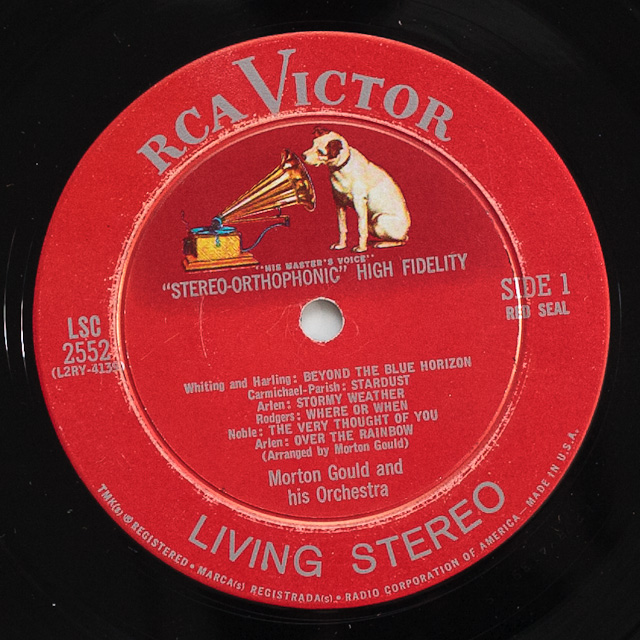 RCA VICTOR
"HIS MASTER'S VOICE"
"STEREO-ORTHOPHONIC" HIGH FIDELITY
SIDE 1
RED SEAL
LSC
2552
Whiting and Harling: BEYOND THE BLUE HORIZON
Carmichael-Parish: STARDUST
Arlen: STORMY WEATHER
Rodgers: WHERE OR WHEN
Noble: THE VERY THOUGHT OF YOU
Arlen: OVER THE RAINBOW
(Arranged by Morton Gould)
Morton Gould and
his Orchestra
LIVING STEREO
TMK(s) ® REGISTERED • MARCA(s) REGISTRADA(s) • RADIO CORPORATION OF AMERICA—MADE IN U.S.A.